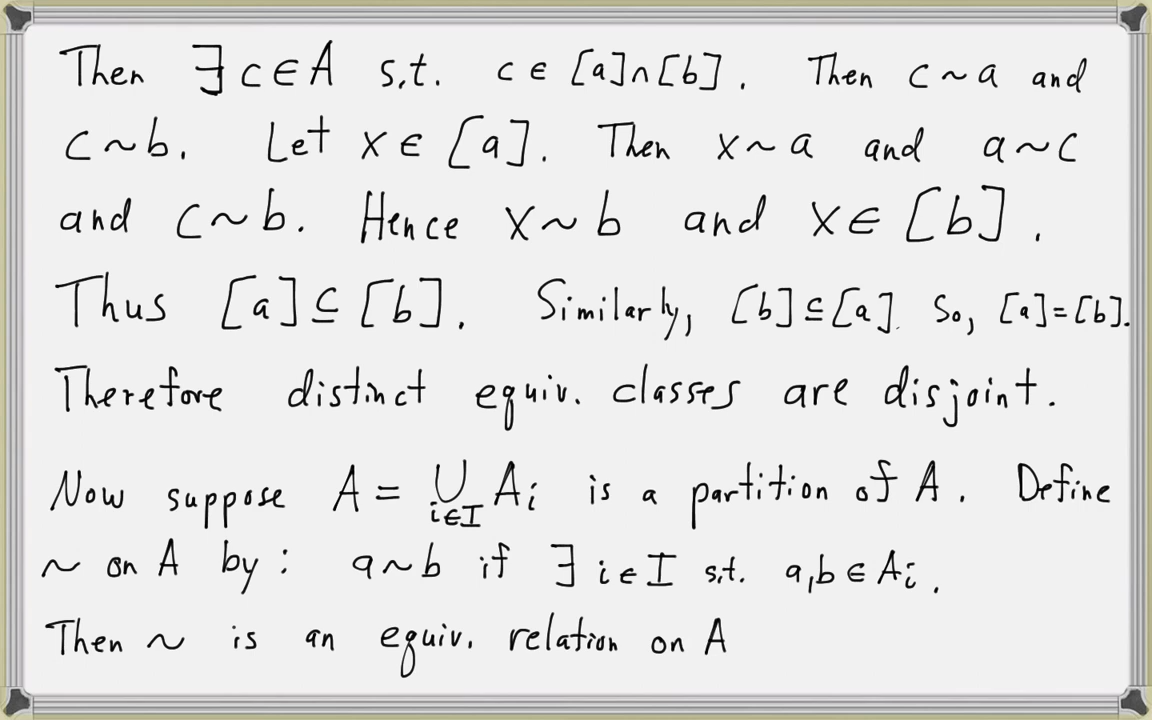 Then ∃ c ∈ A s.t. c ∈ [a]∩[b]. Then c ~ a and
c ~ b. Let x ∈ [a]. Then x ~ a and a ~ c
and c ~ b. Hence x ~ b and x ∈ [b].
Thus [a] ⊆ [b]. Similarly, [b] ⊆ [a]. So, [a] = [b].
Therefore distinct equiv. classes are disjoint.
Now suppose A = ⋃_{i∈I} A_i is a partition of A. Define
~ on A by: a ~ b if ∃ i ∈ I s.t. a,b ∈ A_i.
Then ~ is an equiv. relation on A